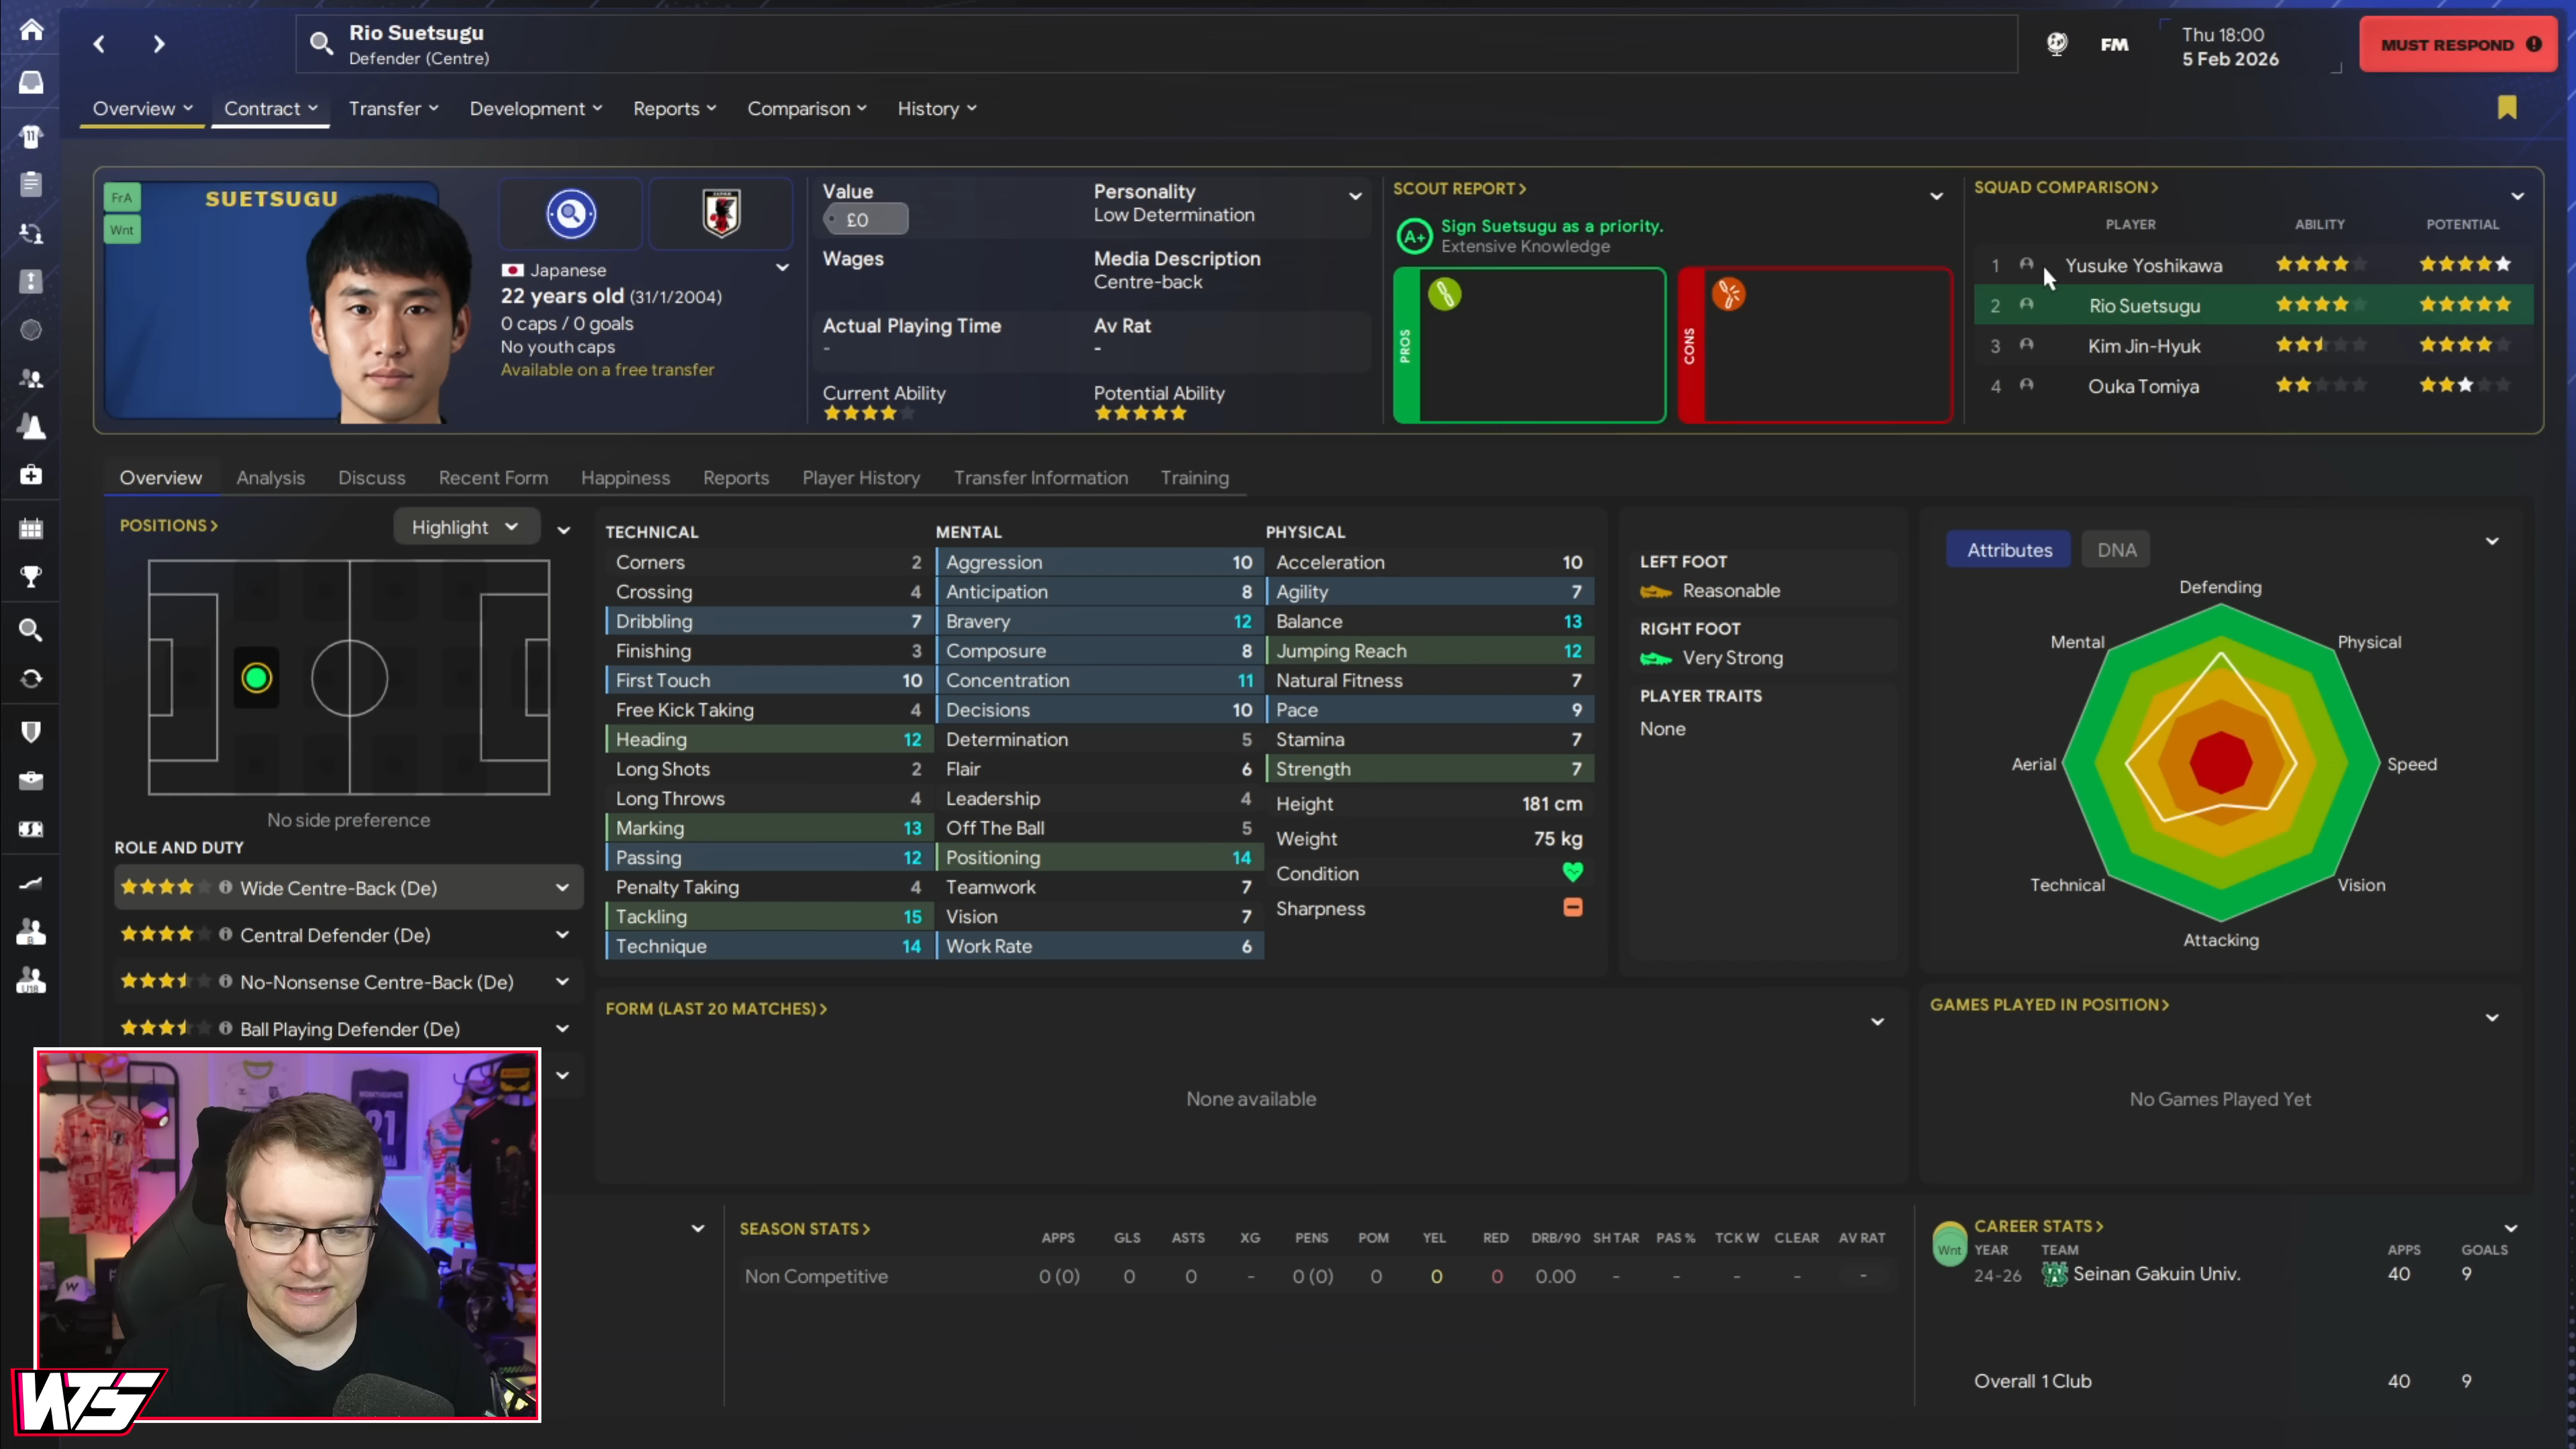 Rio Suetsugu
Defender (Centre)
FM
Thu 18:00
5 Feb 2026
MUST RESPOND
Overview
Contract
Transfer
Development
Reports
Comparison
History
FrA
Wnt
SUETSUGU
Japanese
22 years old (31/1/2004)
0 caps / 0 goals
No youth caps
Available on a free transfer
Value
£0
Personality
Low Determination
Wages
Media Description
Centre-back
Actual Playing Time
-
Av Rat
-
Current Ability
Potential Ability
SCOUT REPORT >
A+
Sign Suetsugu as a priority.
Extensive Knowledge
PROS
CONS
SQUAD COMPARISON >
PLAYER ABILITY POTENTIAL
1 Yusuke Yoshikawa
2 Rio Suetsugu
3 Kim Jin-Hyuk
4 Ouka Tomiya
Overview Analysis Discuss Recent Form Happiness Reports Player History Transfer Information Training
POSITIONS >
Highlight
No side preference
ROLE AND DUTY
Wide Centre-Back (De)
Central Defender (De)
No-Nonsense Centre-Back (De)
Ball Playing Defender (De)
TECHNICAL
Corners 2
Crossing 4
Dribbling 7
Finishing 3
First Touch 10
Free Kick Taking 4
Heading 12
Long Shots 2
Long Throws 4
Marking 13
Passing 12
Penalty Taking 4
Tackling 15
Technique 14
MENTAL
Aggression 10
Anticipation 8
Bravery 12
Composure 8
Concentration 11
Decisions 10
Determination 5
Flair 6
Leadership 4
Off The Ball 5
Positioning 14
Teamwork 7
Vision 7
Work Rate 6
PHYSICAL
Acceleration 10
Agility 7
Balance 13
Jumping Reach 12
Natural Fitness 7
Pace 9
Stamina 7
Strength 7
Height 181 cm
Weight 75 kg
Condition
Sharpness
LEFT FOOT
Reasonable
RIGHT FOOT
Very Strong
PLAYER TRAITS
None
Attributes DNA
Defending
Mental
Physical
Aerial
Speed
Technical
Vision
Attacking
FORM (LAST 20 MATCHES) >
None available
GAMES PLAYED IN POSITION >
No Games Played Yet
SEASON STATS >
APPS GLS ASTS XG PENS POM YEL RED DRB/90 SH TAR PAS % TCK W CLEAR AV RAT
Non Competitive 0 (0) 0 0 - 0 (0) 0 0 0 0.00 - - - - -
Wnt
CAREER STATS >
YEAR TEAM APPS GOALS
24-26 Seinan Gakuin Univ. 40 9
Overall 1 Club 40 9
11
B
U18
21
W
WTS